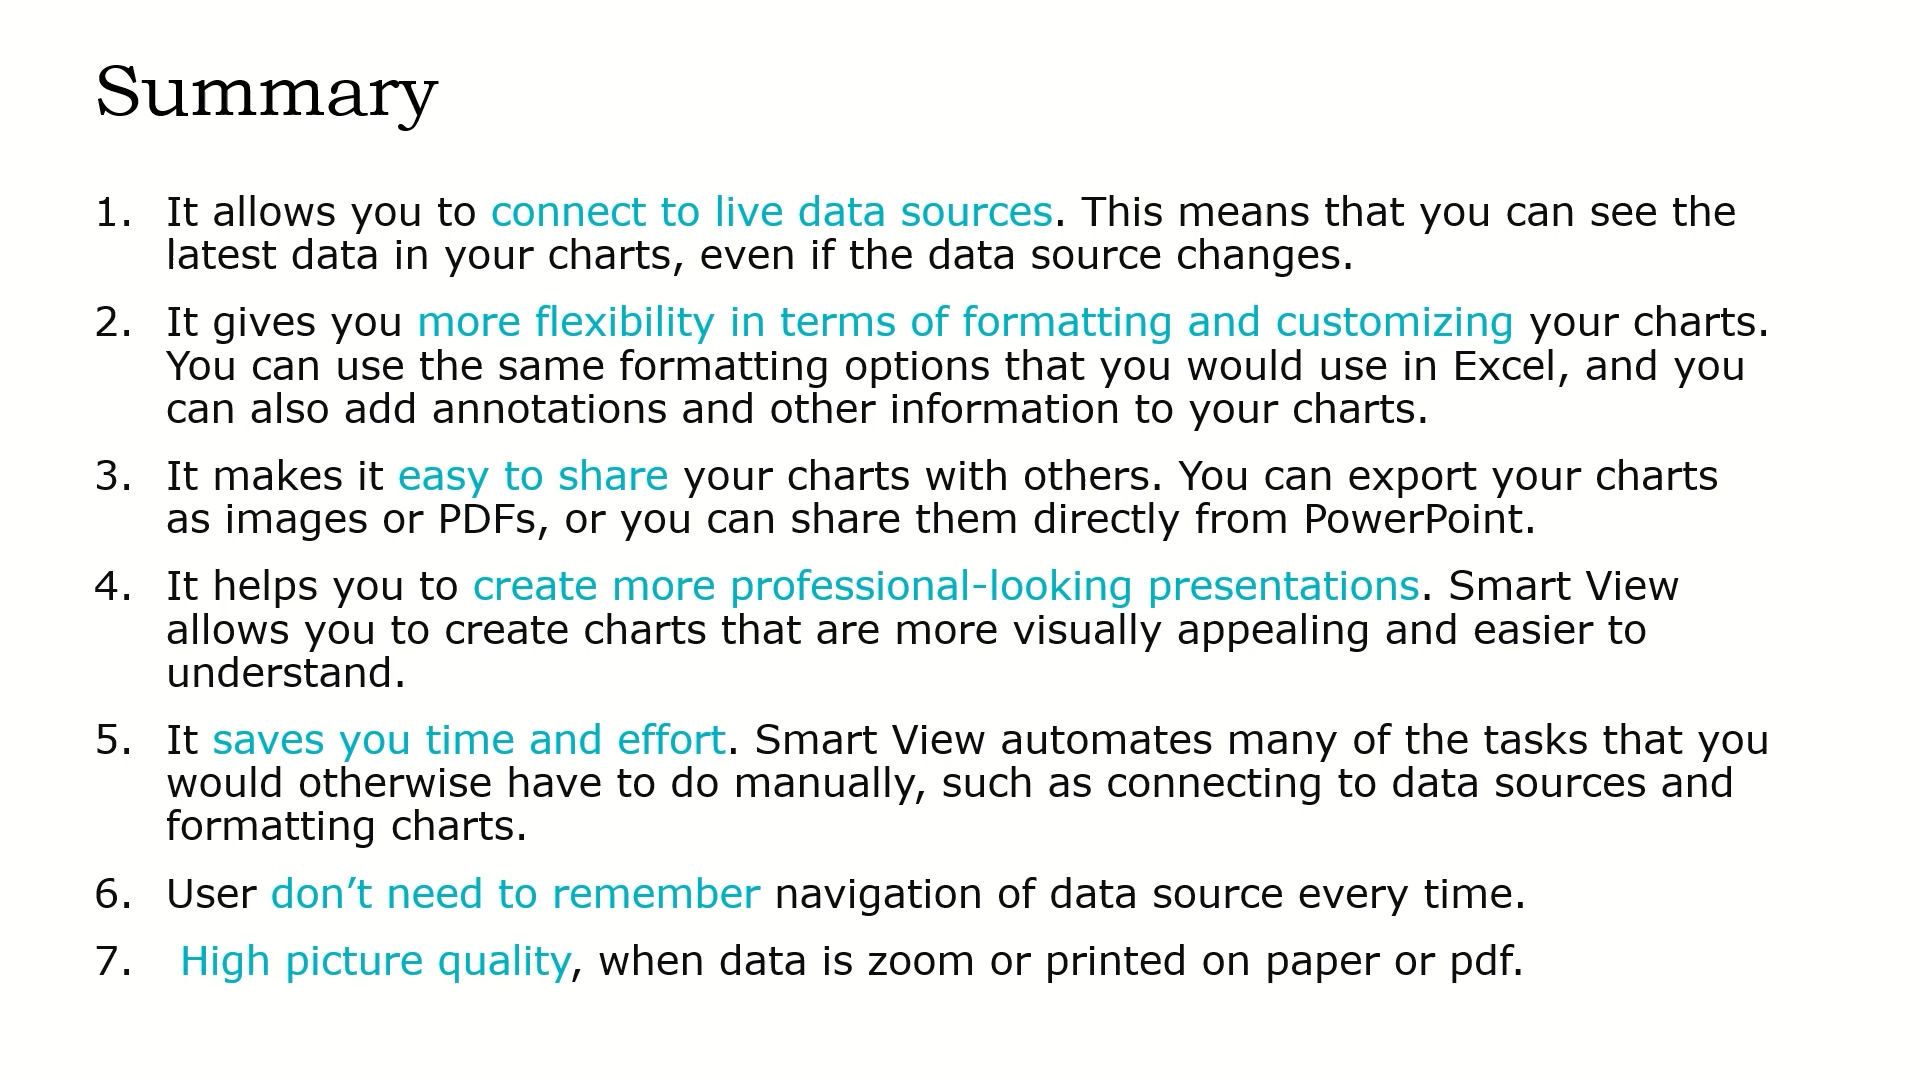 Summary
1. It allows you to connect to live data sources. This means that you can see the
latest data in your charts, even if the data source changes.
2. It gives you more flexibility in terms of formatting and customizing your charts.
You can use the same formatting options that you would use in Excel, and you
can also add annotations and other information to your charts.
3. It makes it easy to share your charts with others. You can export your charts
as images or PDFs, or you can share them directly from PowerPoint.
4. It helps you to create more professional-looking presentations. Smart View
allows you to create charts that are more visually appealing and easier to
understand.
5. It saves you time and effort. Smart View automates many of the tasks that you
would otherwise have to do manually, such as connecting to data sources and
formatting charts.
6. User don’t need to remember navigation of data source every time.
7. High picture quality, when data is zoom or printed on paper or pdf.